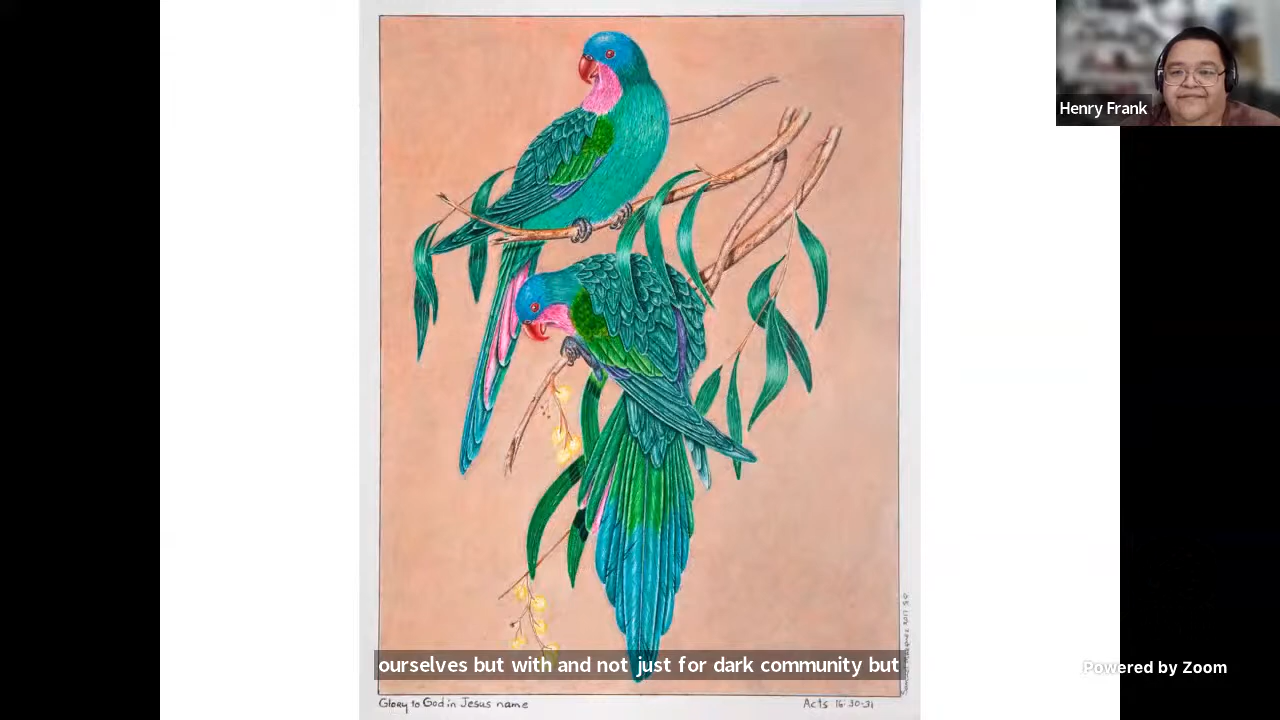 Henry Frank
ourselves but with and not just for dark community but
Powered by Zoom
Glory to God in Jesus name
Acts 16:30-31